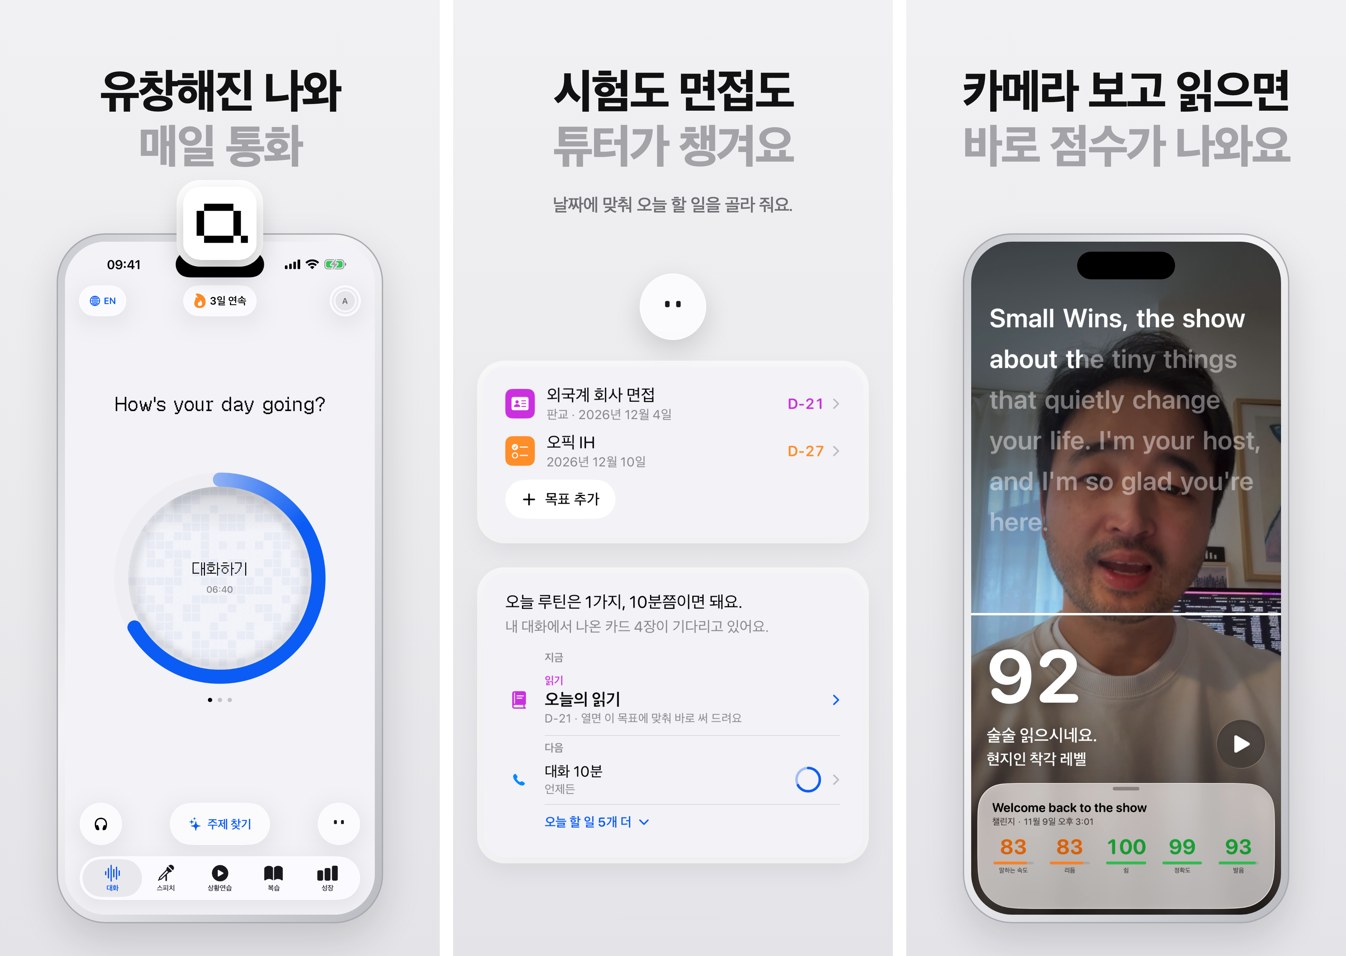 유창해진 나와
매일 통화
09:41
EN
3일 연속
A
How's your day going?
대화하기
06:40
주제 찾기
대화
스피치
상황연습
복습
성장
시험도 면접도
튜터가 챙겨요
날짜에 맞춰 오늘 할 일을 골라 줘요.
외국계 회사 면접
판교 · 2026년 12월 4일
D-21
오픽 IH
2026년 12월 10일
D-27
목표 추가
오늘 루틴은 1가지, 10분쯤이면 돼요.
내 대화에서 나온 카드 4장이 기다리고 있어요.
지금
읽기
오늘의 읽기
D-21 · 열면 이 목표에 맞춰 바로 써 드려요
다음
대화 10분
언제든
오늘 할 일 5개 더
카메라 보고 읽으면
바로 점수가 나와요
Small Wins, the show
about the tiny things
that quietly change
your life. I'm your host,
and I'm so glad you're
here.
92
술술 읽으시네요.
현지인 착각 레벨
Welcome back to the show
챌린지 · 11월 9일 오후 3:01
83 83 100 99 93
말하는 속도 리듬 힘 정확도 발음